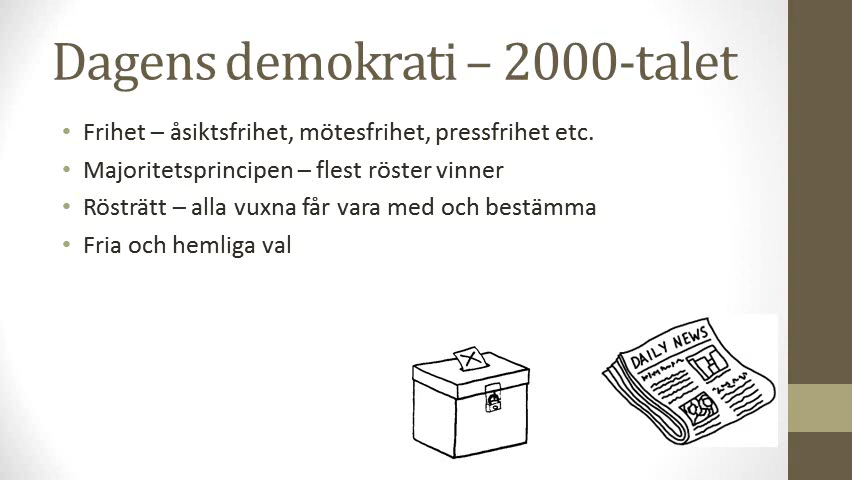 Dagens demokrati – 2000-talet
• Frihet – åsiktsfrihet, mötesfrihet, pressfrihet etc.
• Majoritetsprincipen – flest röster vinner
• Rösträtt – alla vuxna får vara med och bestämma
• Fria och hemliga val
DAILY NEWS